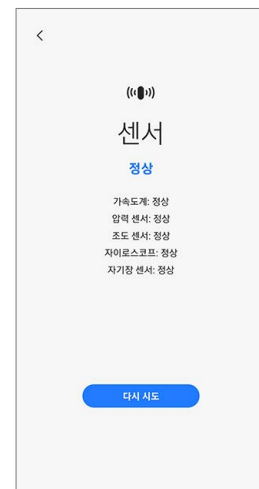 센서
정상
가속도계: 정상
압력 센서: 정상
조도 센서: 정상
자이로스코프: 정상
자기장 센서: 정상
다시 시도